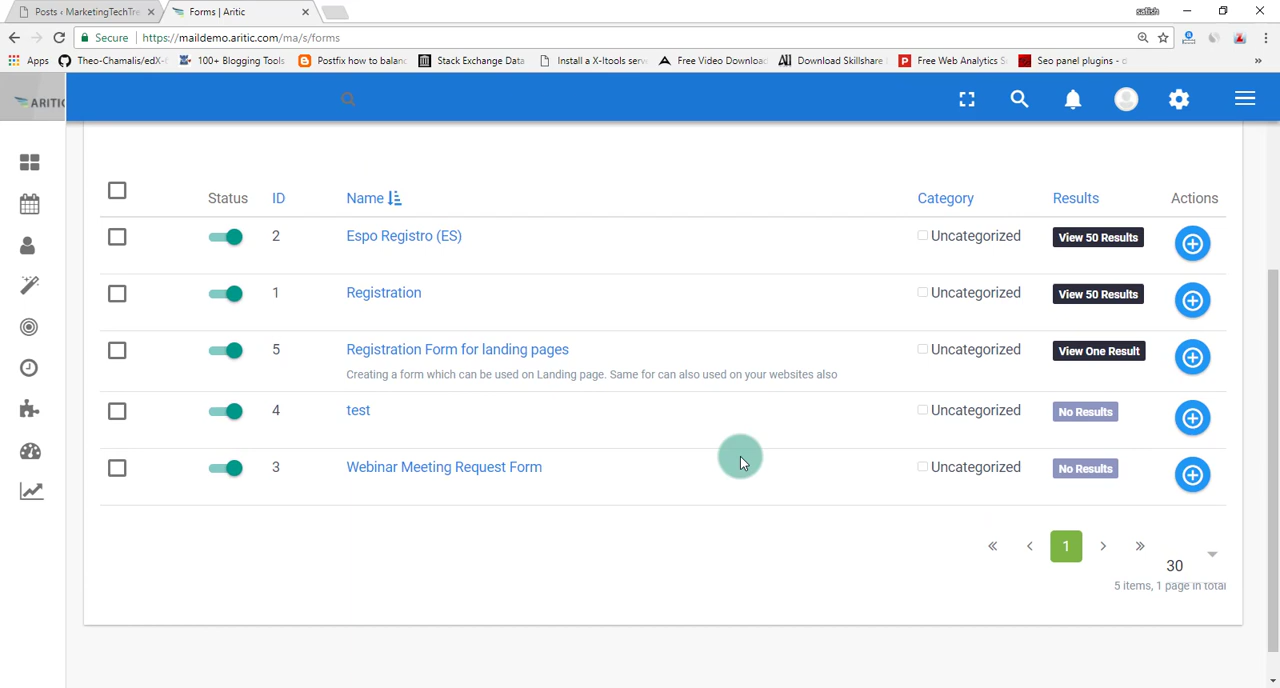 Posts ‹ MarketingTechTre
Forms | Aritic
satish
Secure
https://maildemo.aritic.com/ma/s/forms
Apps
Theo-Chamalis/edX-
100+ Blogging Tools
Postfix how to balanc
Stack Exchange Data
Install a X-ltools serv
Free Video Download
Download Skillshare
Free Web Analytics S
Seo panel plugins - d
»
ARITIC
Status
ID
Name
Category
Results
Actions
2
Espo Registro (ES)
Uncategorized
View 50 Results
1
Registration
Uncategorized
View 50 Results
5
Registration Form for landing pages
Uncategorized
View One Result
Creating a form which can be used on Landing page. Same for can also used on your websites also
4
test
Uncategorized
No Results
3
Webinar Meeting Request Form
Uncategorized
No Results
« ‹ 1 › »
30
5 items, 1 page in total